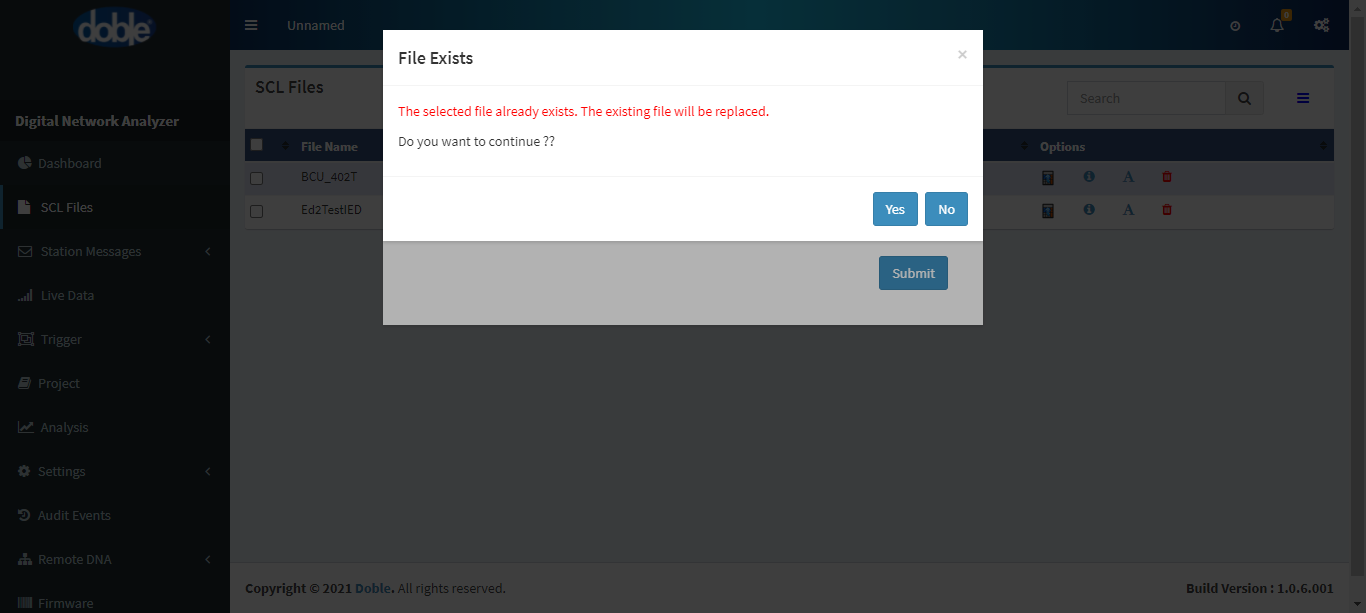 doble
Unnamed
0
File Exists
×
SCL Files
Search
Digital Network Analyzer
The selected file already exists. The existing file will be replaced.
Do you want to continue ??
File Name
Options
Dashboard
BCU_402T
A
SCL Files
Yes
No
Ed2TestIED
A
Station Messages
Submit
Live Data
Trigger
Project
Analysis
Settings
Audit Events
Remote DNA
Copyright © 2021 Doble. All rights reserved.
Build Version : 1.0.6.001
Firmware